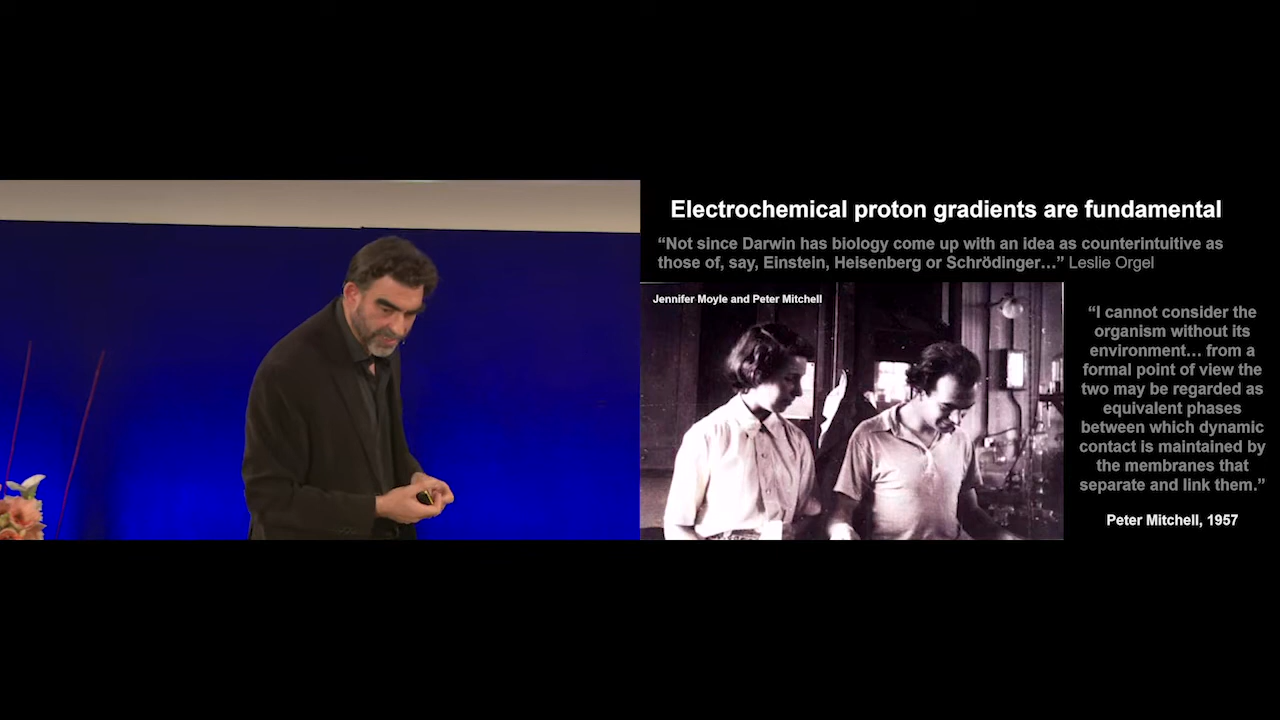 Electrochemical proton gradients are fundamental
“Not since Darwin has biology come up with an idea as counterintuitive as
those of, say, Einstein, Heisenberg or Schrödinger…” Leslie Orgel
Jennifer Moyle and Peter Mitchell
“I cannot consider the
organism without its
environment… from a
formal point of view the
two may be regarded as
equivalent phases
between which dynamic
contact is maintained by
the membranes that
separate and link them.”
Peter Mitchell, 1957